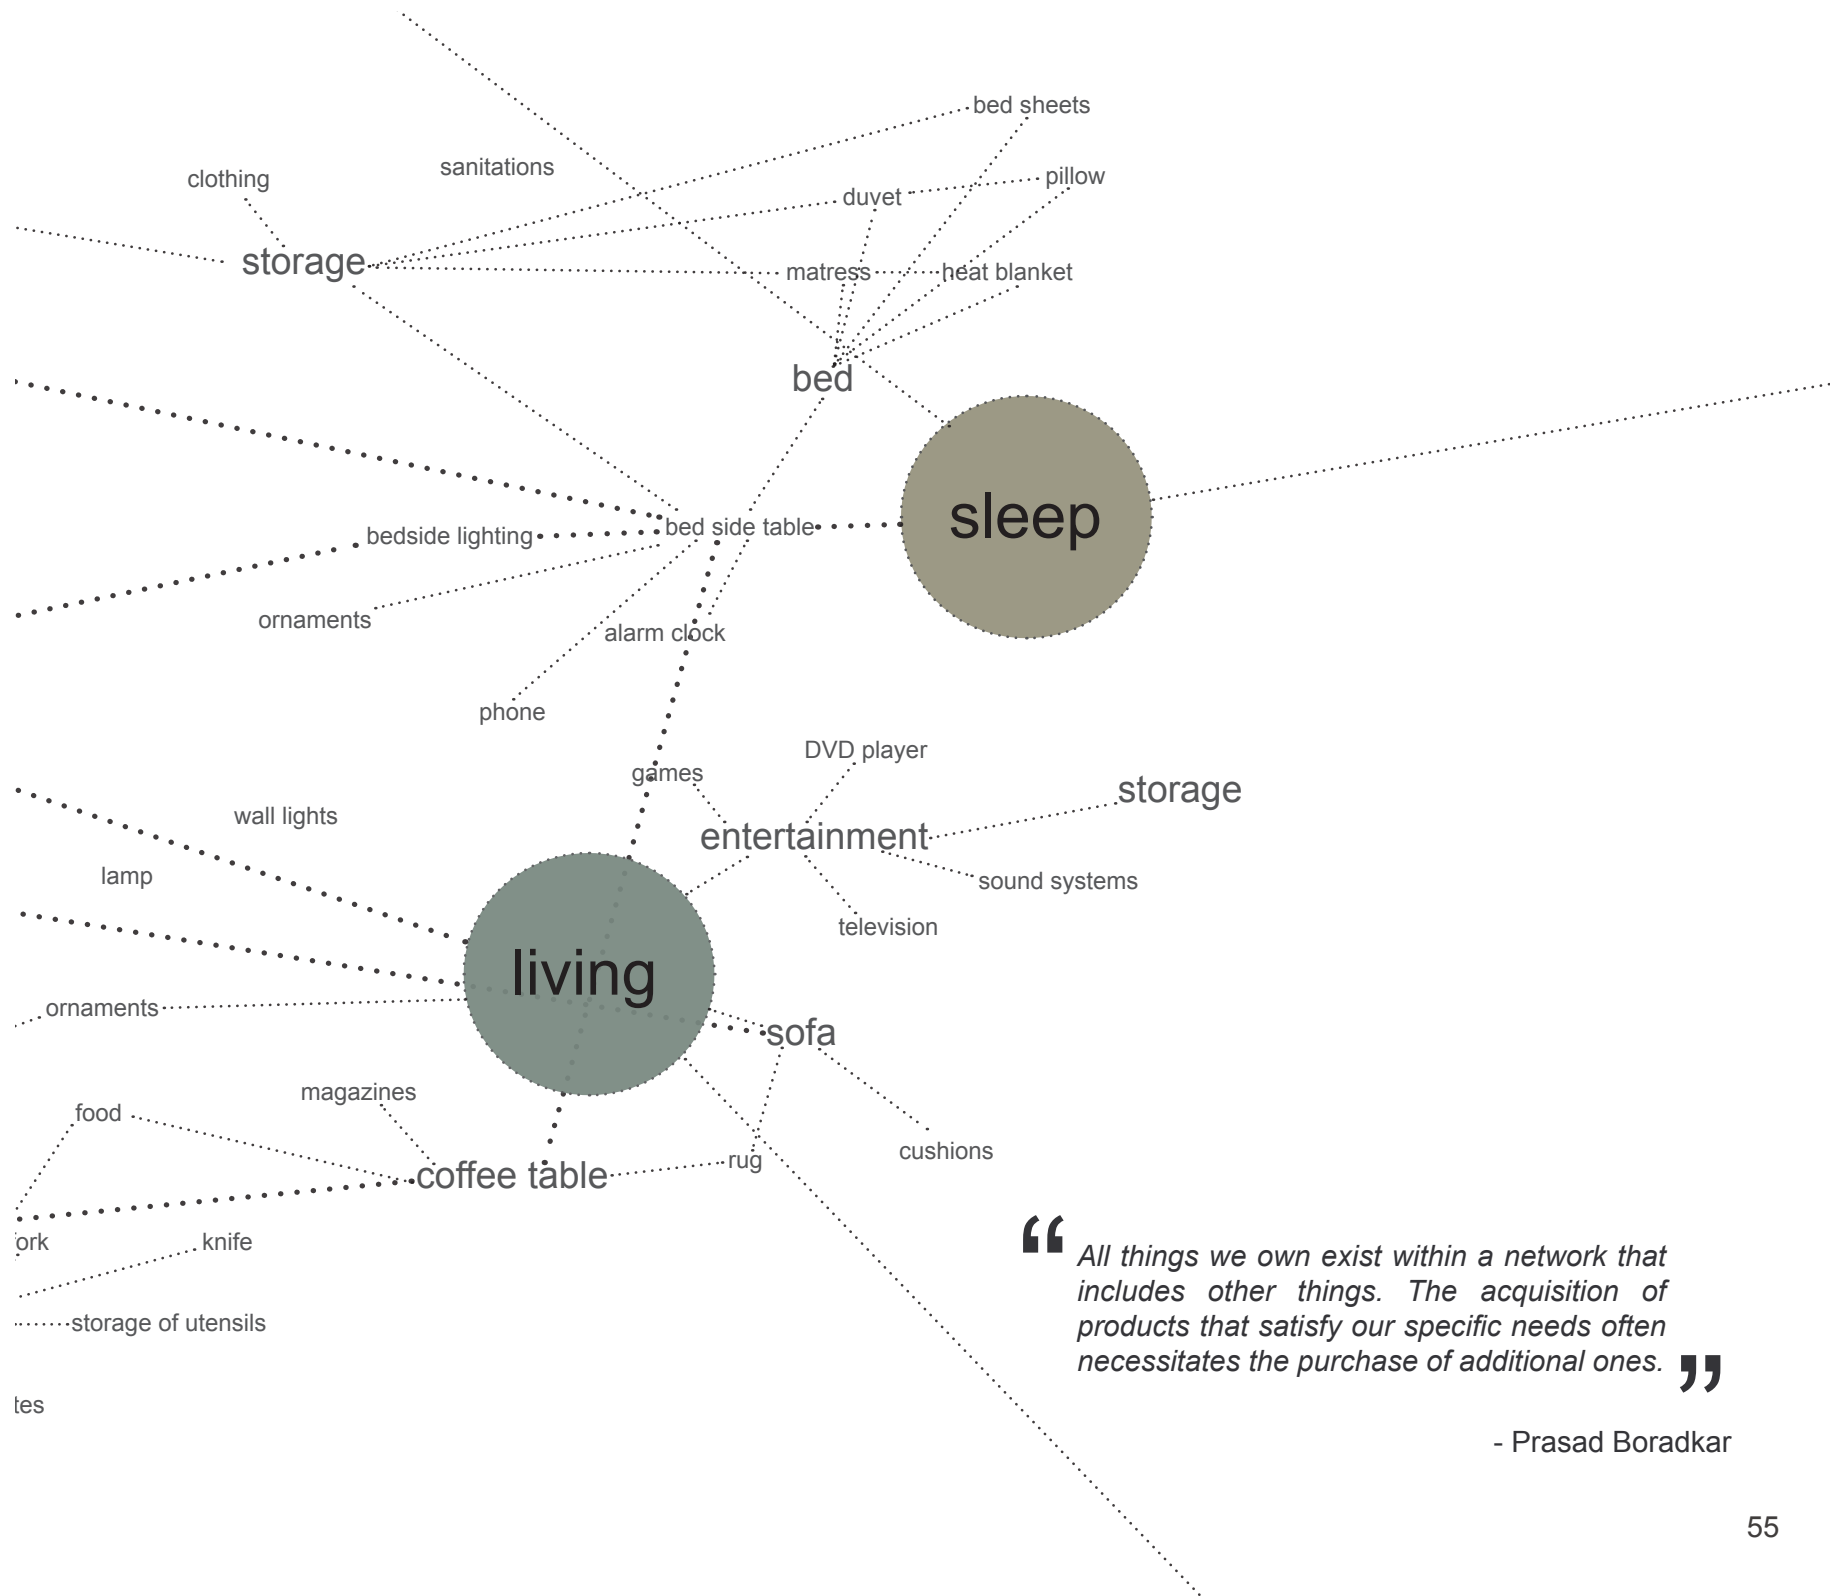 bed sheets
sanitations
clothing
pillow
duvet
storage
matress
heat blanket
bed
sleep
bedside lighting
bed side table
ornaments
alarm clock
phone
DVD player
games
storage
wall lights
entertainment
lamp
sound systems
television
living
ornaments
sofa
magazines
food
cushions
rug
coffee table
ork
knife
storage of utensils
tes
“ All things we own exist within a network that
includes other things. The acquisition of
products that satisfy our specific needs often
necessitates the purchase of additional ones. ”
- Prasad Boradkar
55